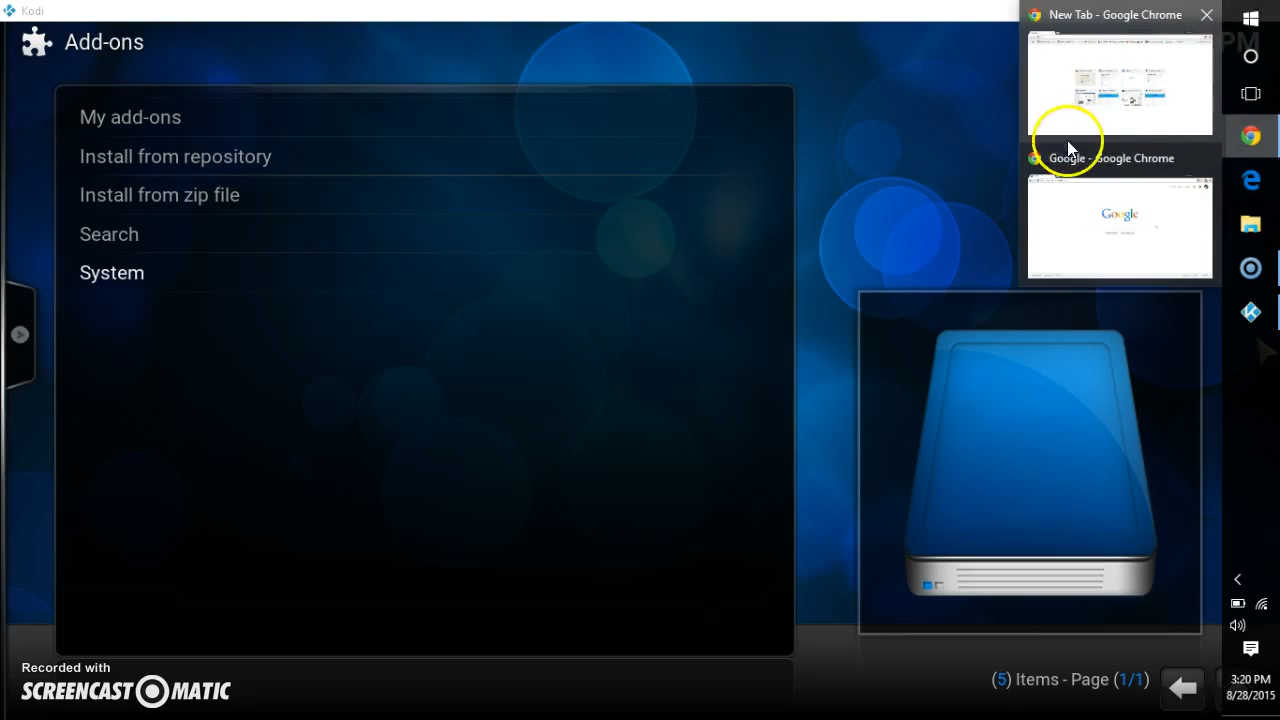 Kodi
Add-ons
My add-ons
Install from repository
Install from zip file
Search
System
New Tab - Google Chrome
PM
Google - Google Chrome
Google
(5) Items - Page (1/1)
Recorded with
SCREENCAST MATIC
3:20 PM
8/28/2015